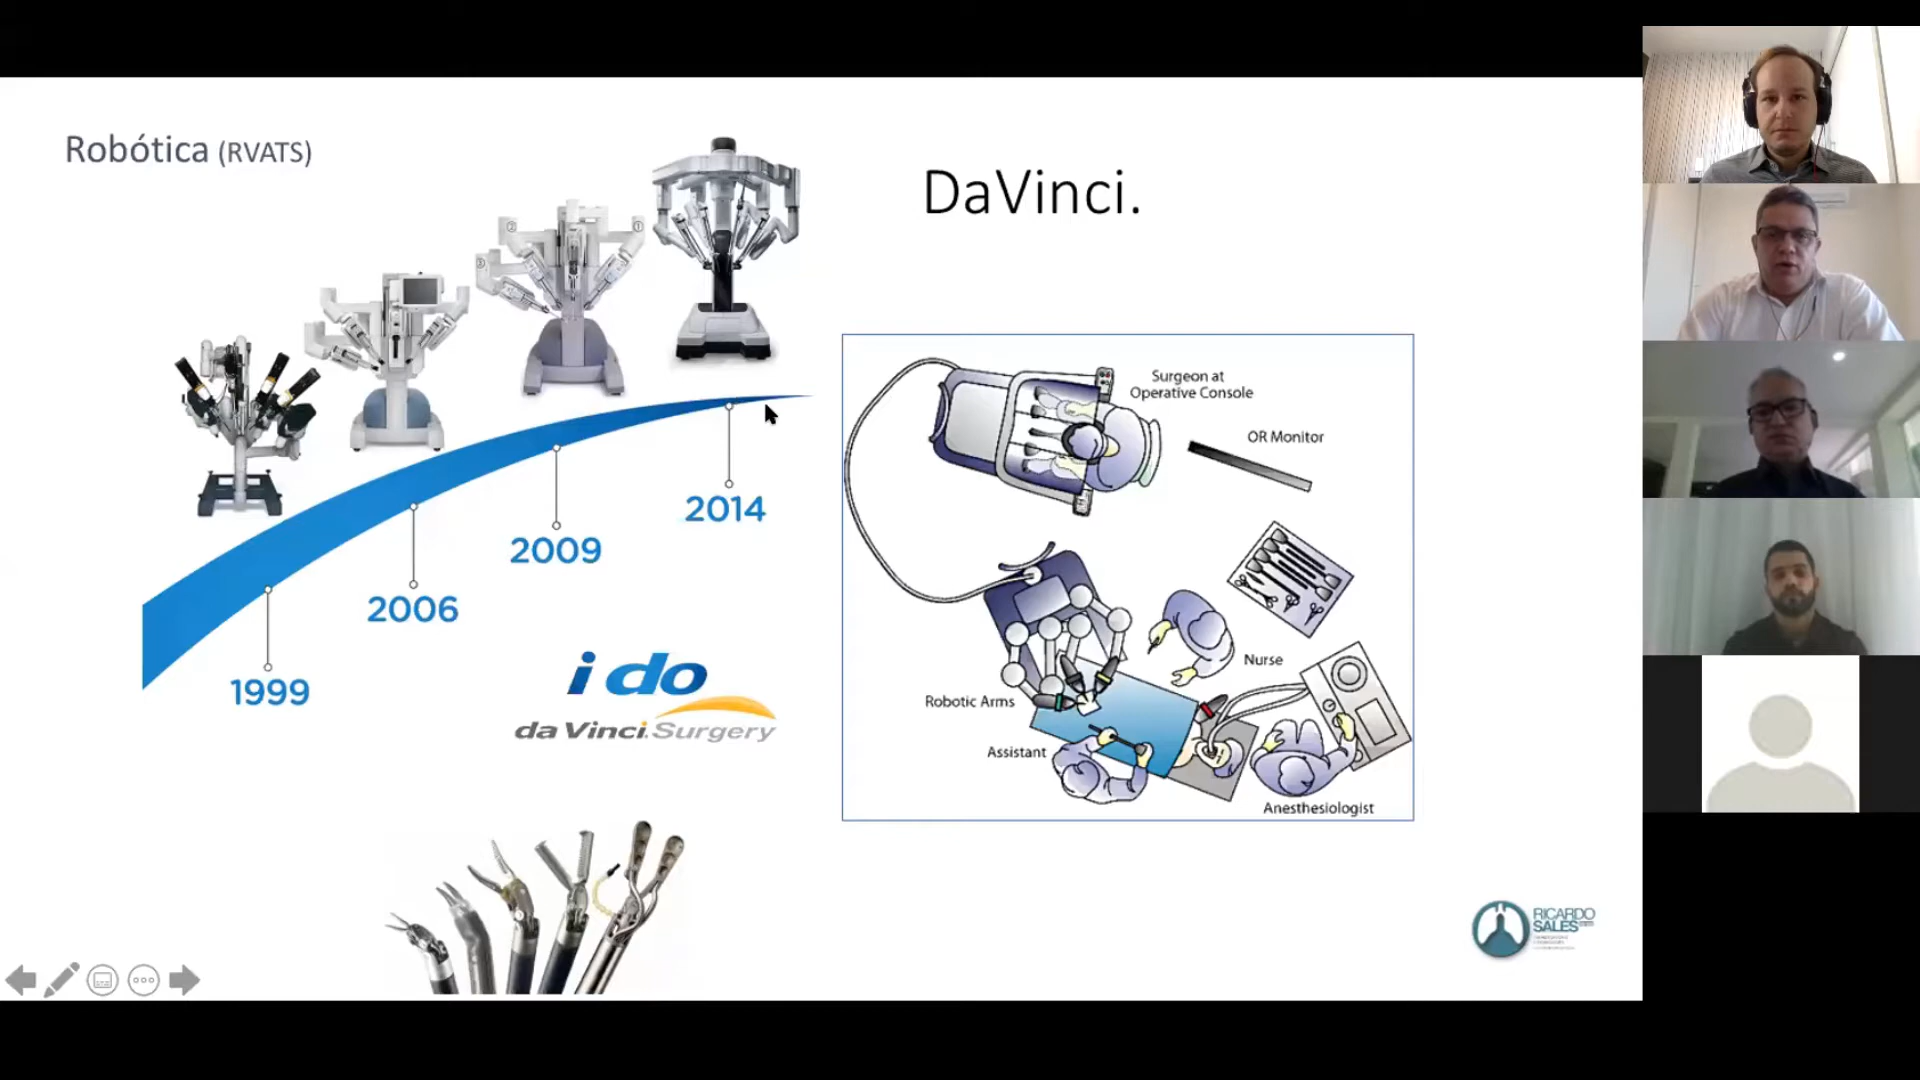 Robótica (RVATS)
DaVinci.
2014
2009
2006
1999
i do
da Vinci.Surgery
Surgeon at
Operative Console
OR Monitor
Nurse
Robotic Arms
Assistant
Anesthesiologist
RICARDO
SALES